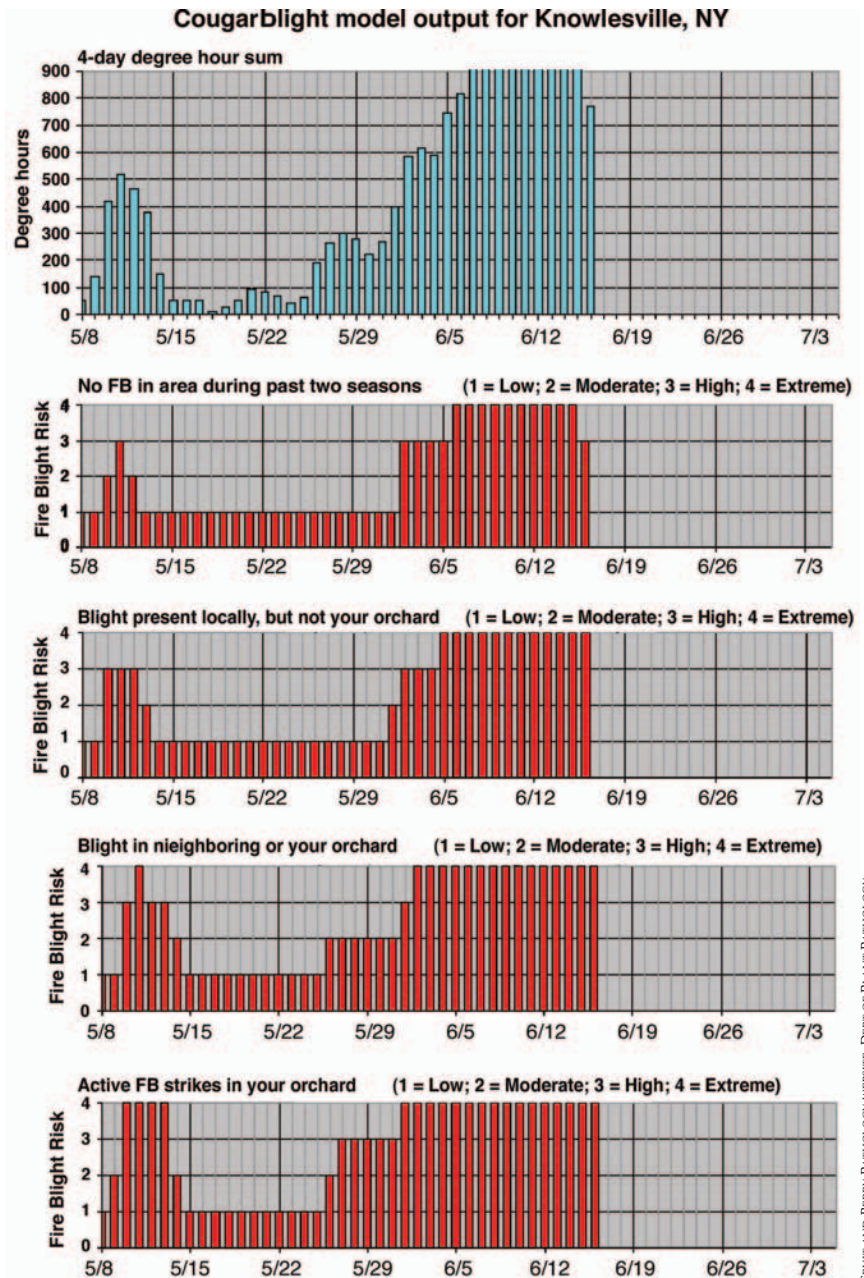 Cougarblight model output for Knowlesville, NY
4-day degree hour sum
Degree hours
900
800
700
600
500
400
300
200
100
0
5/8 5/15 5/22 5/29 6/5 6/12 6/19 6/26 7/3
No FB in area during past two seasons (1 = Low; 2 = Moderate; 3 = High; 4 = Extreme)
Fire Blight Risk
4
3
2
1
0
5/8 5/15 5/22 5/29 6/5 6/12 6/19 6/26 7/3
Blight present locally, but not your orchard (1 = Low; 2 = Moderate; 3 = High; 4 = Extreme)
Fire Blight Risk
4
3
2
1
0
5/8 5/15 5/22 5/29 6/5 6/12 6/19 6/26 7/3
Blight in nieighboring or your orchard (1 = Low; 2 = Moderate; 3 = High; 4 = Extreme)
Fire Blight Risk
4
3
2
1
0
5/8 5/15 5/22 5/29 6/5 6/12 6/19 6/26 7/3
Active FB strikes in your orchard (1 = Low; 2 = Moderate; 3 = High; 4 = Extreme)
Fire Blight Risk
4
3
2
1
0
5/8 5/15 5/22 5/29 6/5 6/12 6/19 6/26 7/3